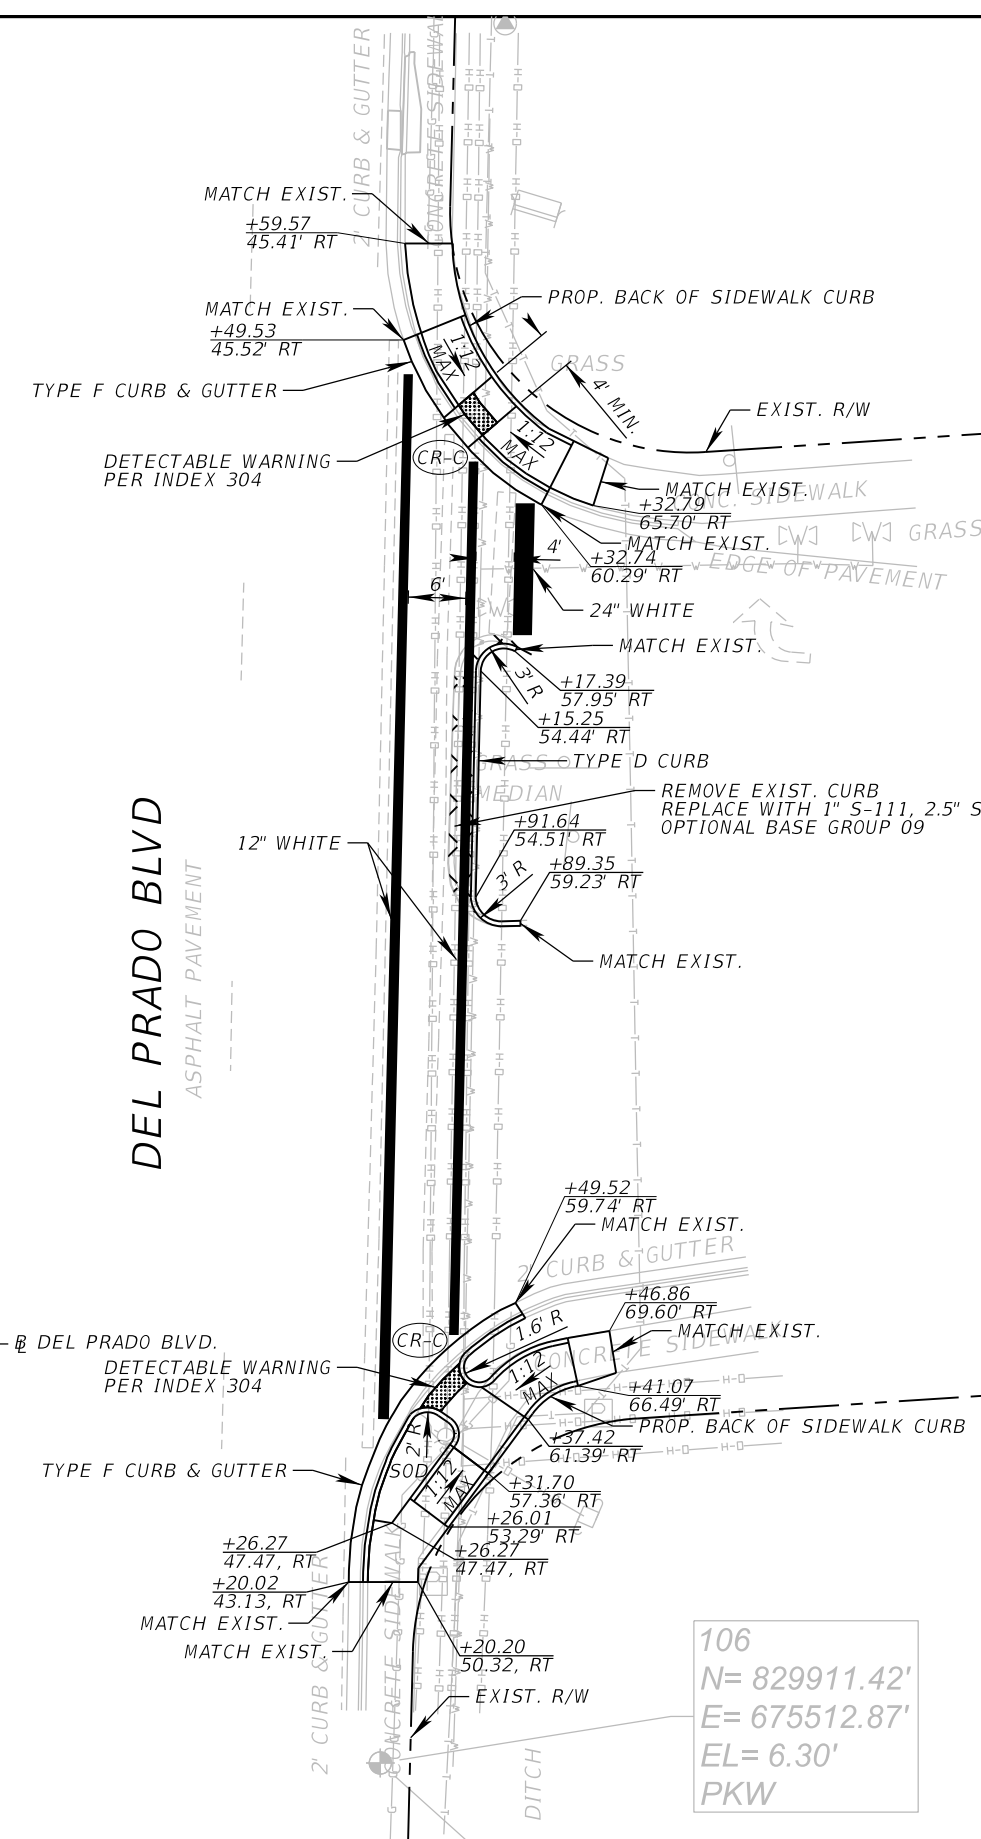 2' CURB & GUTTER
CONCRETE SIDEWALK
MATCH EXIST.
+59.57
45.41' RT
MATCH EXIST.
+49.53
45.52' RT
TYPE F CURB & GUTTER
PROP. BACK OF SIDEWALK CURB
GRASS
4' MIN.
EXIST. R/W
1:12
MAX
1:12
MAX
DETECTABLE WARNING
PER INDEX 304
CR-C
MATCH EXIST.
CONC. SIDEWALK
+32.79
65.70' RT
GRASS
MATCH EXIST.
+32.74
60.29' RT
EDGE OF PAVEMENT
4'
6'
24" WHITE
MATCH EXIST.
3' R
+17.39
57.95' RT
+15.25
54.44' RT
TYPE D CURB
GRASS
MEDIAN
REMOVE EXIST. CURB
REPLACE WITH 1" S-111, 2.5" S
OPTIONAL BASE GROUP 09
+91.64
54.51' RT
12" WHITE
3' R
+89.35
59.23' RT
MATCH EXIST.
DEL PRADO BLVD
ASPHALT PAVEMENT
+49.52
59.74' RT
MATCH EXIST.
2' CURB & GUTTER
+46.86
69.60' RT
MATCH EXIST.
CONCRETE SIDEWALK
1.6' R
CR-C
B DEL PRADO BLVD.
DETECTABLE WARNING
PER INDEX 304
1:12
MAX
+41.07
66.49' RT
PROP. BACK OF SIDEWALK CURB
+37.42
61.39' RT
2' R
SOD
TYPE F CURB & GUTTER
1:12
MAX
+31.70
57.36' RT
+26.01
53.29' RT
+26.27
47.47, RT
+26.27
47.47, RT
+20.02
43.13, RT
MATCH EXIST.
MATCH EXIST.
+20.20
50.32, RT
EXIST. R/W
2' CURB & GUTTER
CONCRETE SIDEWALK
DITCH
106
N= 829911.42'
E= 675512.87'
EL= 6.30'
PKW